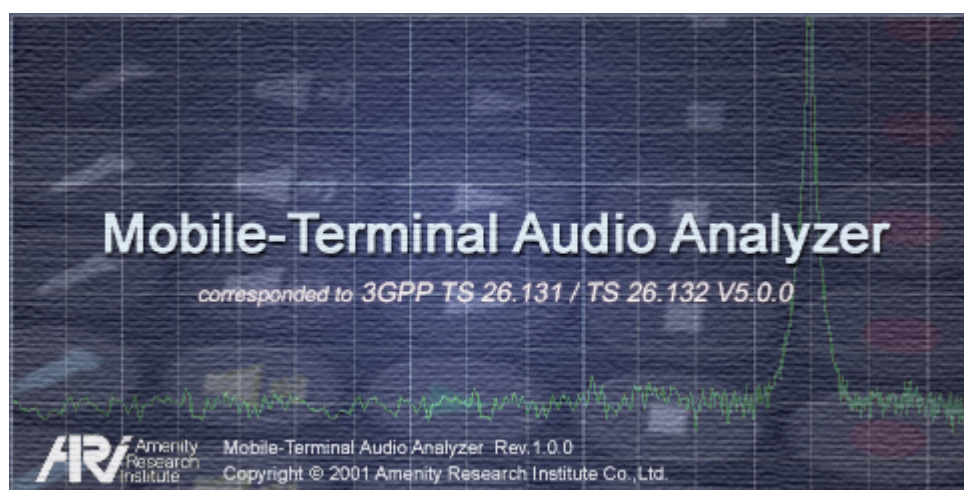 Mobile-Terminal Audio Analyzer
corresponded to 3GPP TS 26.131 / TS 26.132 V5.0.0
ARI
Amenity
Research
Institute
Mobile-Terminal Audio Analyzer Rev.1.0.0
Copyright © 2001 Amenity Research Institute Co.,Ltd.